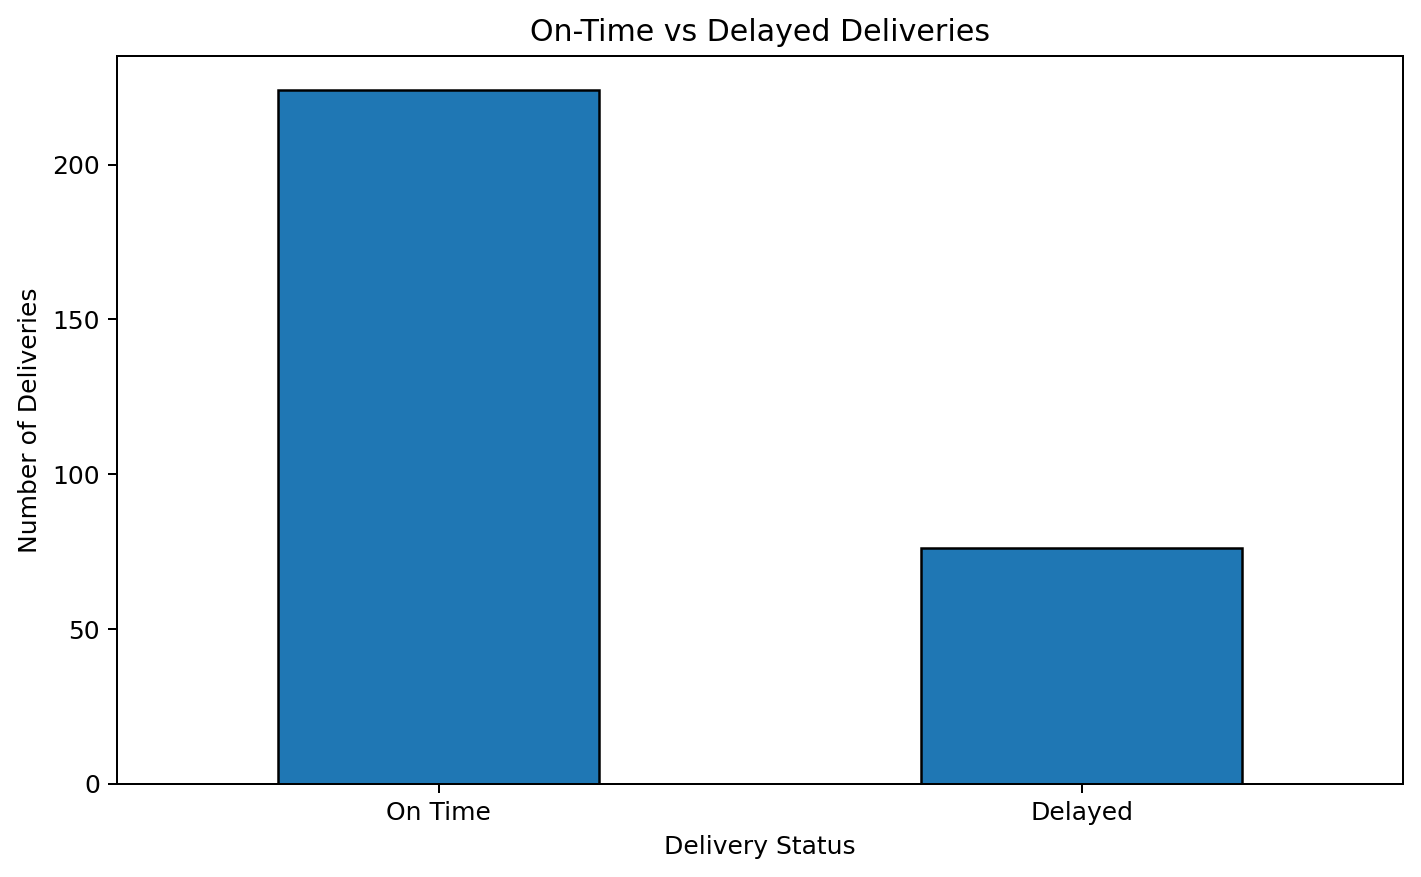 On-Time vs Delayed Deliveries
Number of Deliveries
200
150
100
50
0
On Time
Delayed
Delivery Status